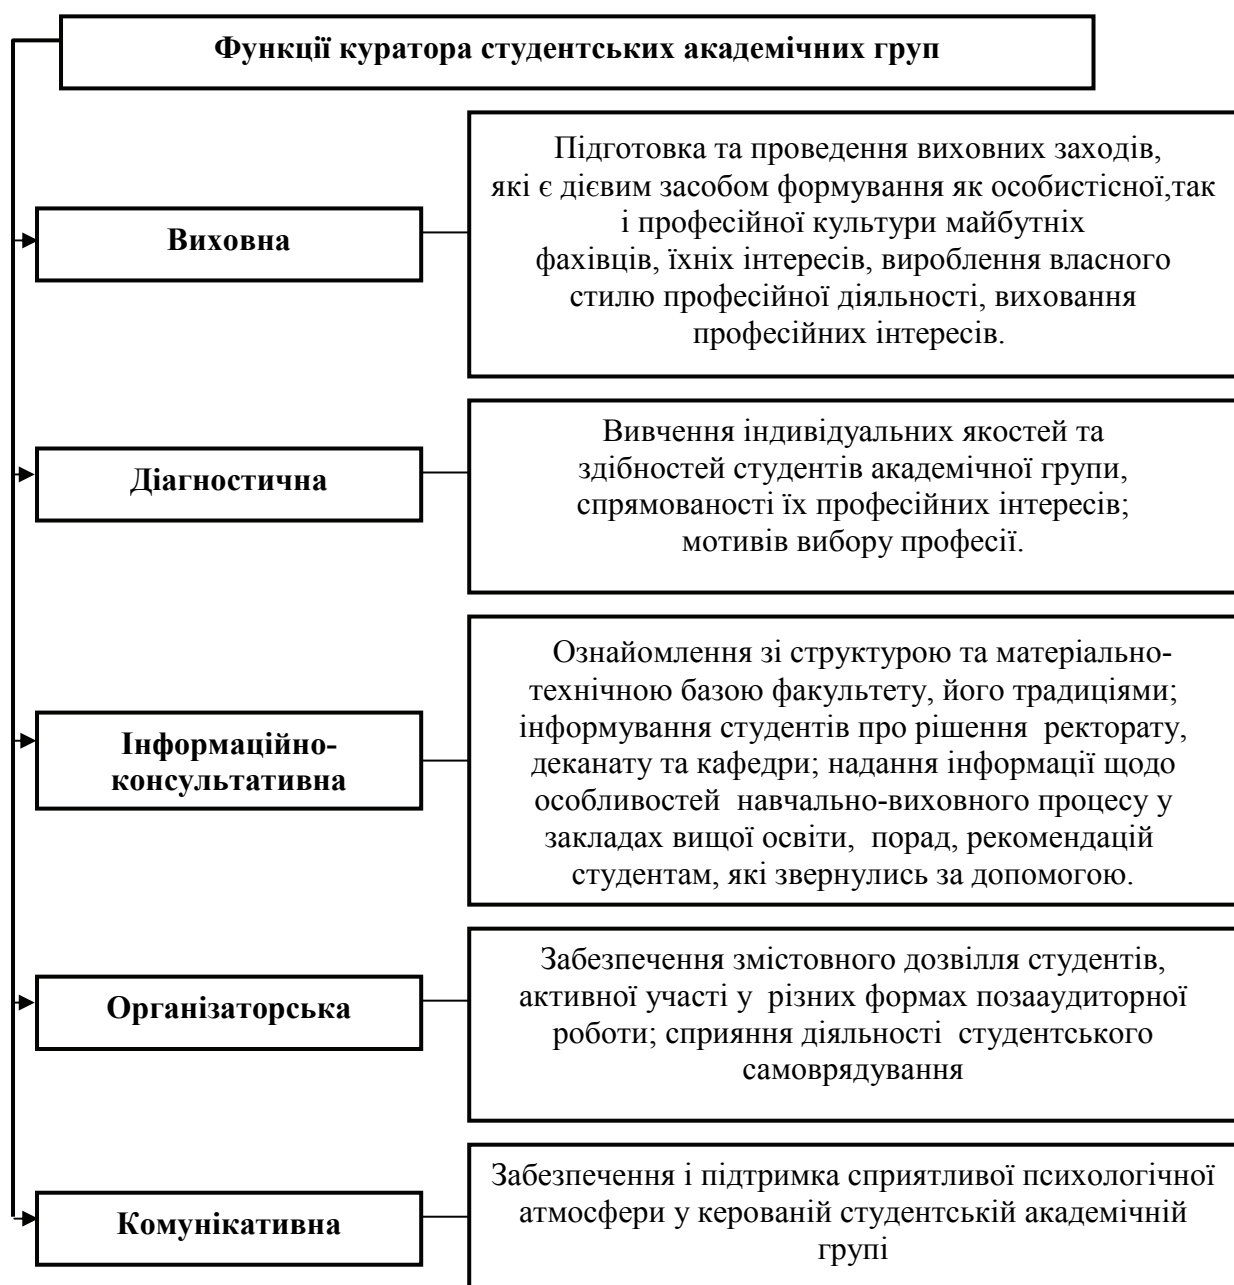 Функції куратора студентських академічних груп
Виховна
Підготовка та проведення виховних заходів,
які є дієвим засобом формування як особистісної,так
і професійної культури майбутніх
фахівців, їхніх інтересів, вироблення власного
стилю професійної діяльності, виховання
професійних інтересів.
Діагностична
Вивчення індивідуальних якостей та
здібностей студентів академічної групи,
спрямованості їх професійних інтересів;
мотивів вибору професії.
Інформаційно-
консультативна
Ознайомлення зі структурою та матеріально-
технічною базою факультету, його традиціями;
інформування студентів про рішення ректорату,
деканату та кафедри; надання інформації щодо
особливостей навчально-виховного процесу у
закладах вищої освіти, порад, рекомендацій
студентам, які звернулись за допомогою.
Організаторська
Забезпечення змістовного дозвілля студентів,
активної участі у різних формах позааудиторної
роботи; сприяння діяльності студентського
самоврядування
Комунікативна
Забезпечення і підтримка сприятливої психологічної
атмосфери у керованій студентській академічній
групі